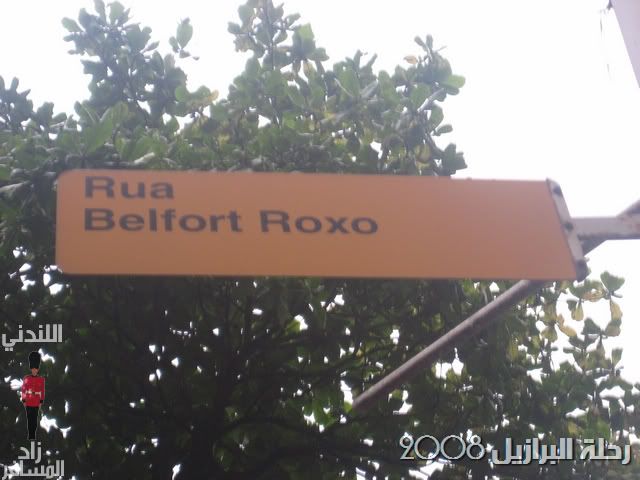 Rua
Belfort Roxo
اللندني
زاد
المسافر
رحلة البرازيل 2008